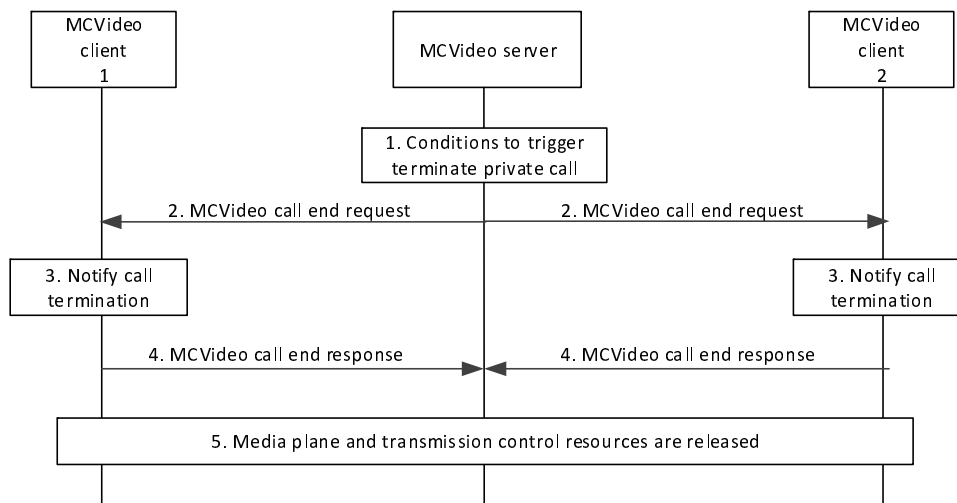 MCVideo
client
1
MCVideo server
MCVideo
client
2
1. Conditions to trigger
terminate private call
2. MCVideo call end request
2. MCVideo call end request
3. Notify call
termination
3. Notify call
termination
4. MCVideo call end response
4. MCVideo call end response
5. Media plane and transmission control resources are released